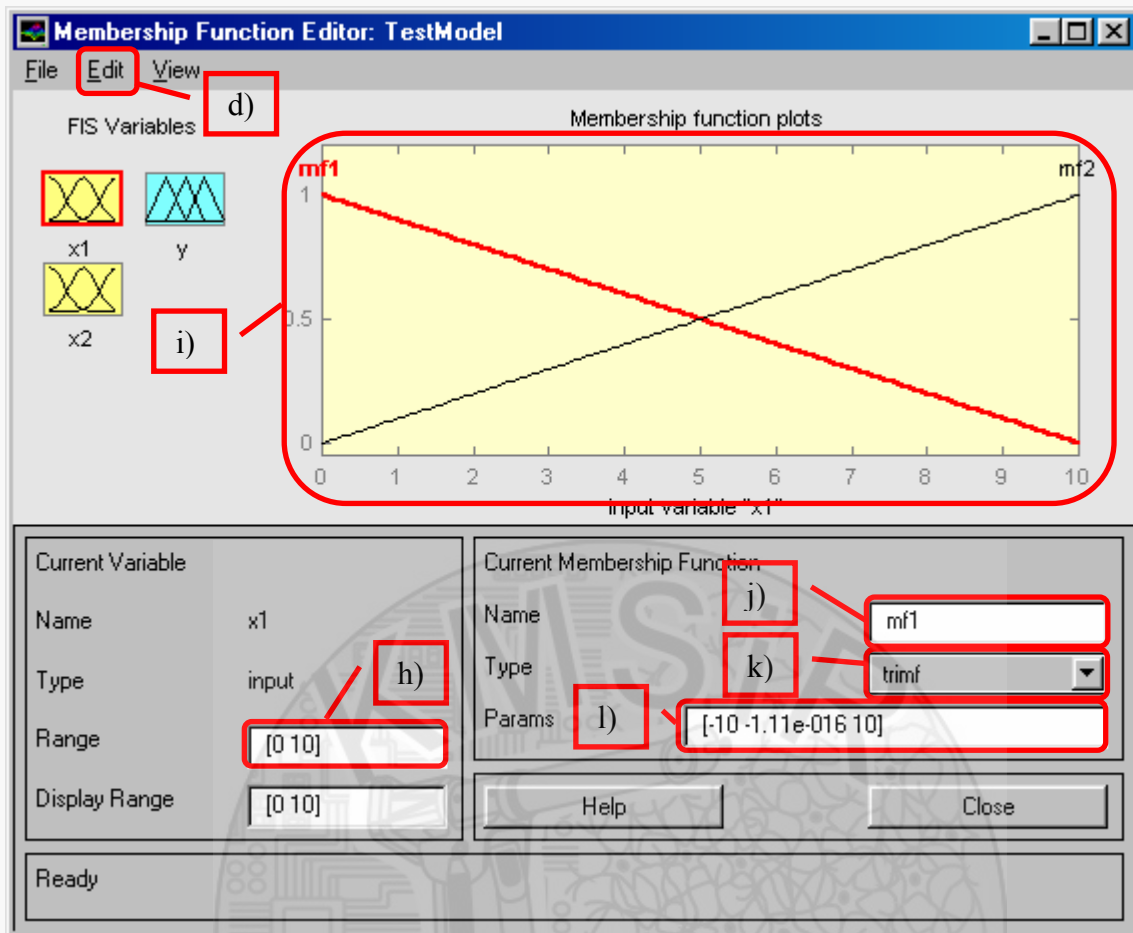 Membership Function Editor: TestModel
File Edit View
d)
FIS Variables
Membership function plots
mf1
mf2
1
0.5
0
0 1 2 3 4 5 6 7 8 9 10
input variable "x1"
x1
y
x2
i)
Current Variable
Name x1
Type input
h)
Range [0 10]
Display Range [0 10]
Current Membership Function
j)
Name mf1
k)
Type trimf
l)
Params [-10 -1.11e-016 10]
Help Close
Ready
KMSIP